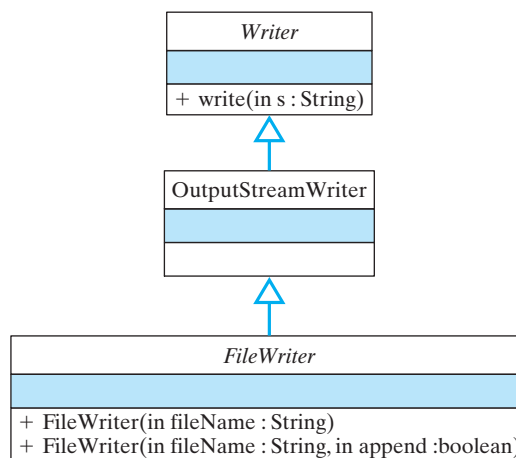 Writer
+ write(in s : String)
OutputStreamWriter
FileWriter
+ FileWriter(in fileName : String)
+ FileWriter(in fileName : String, in append :boolean)